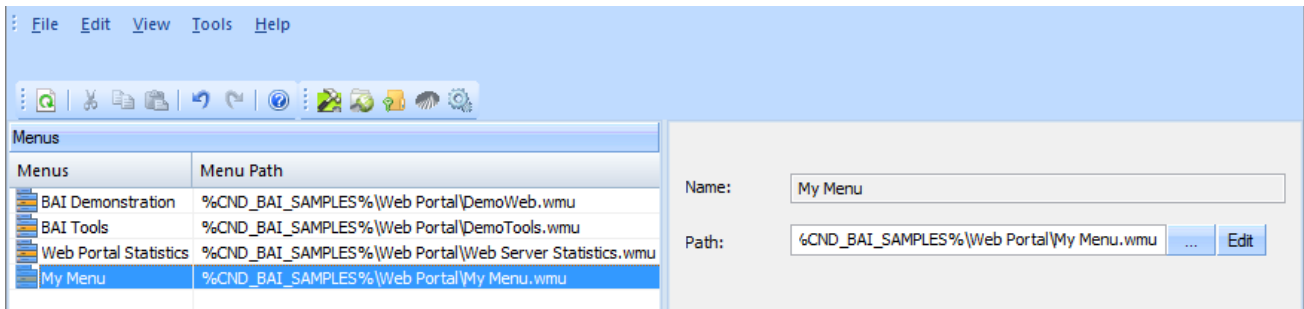 File Edit View Tools Help
Menus
Menus Menu Path
BAI Demonstration %CND_BAI_SAMPLES%\Web Portal\DemoWeb.wmu
BAI Tools %CND_BAI_SAMPLES%\Web Portal\DemoTools.wmu
Web Portal Statistics %CND_BAI_SAMPLES%\Web Portal\Web Server Statistics.wmu
My Menu %CND_BAI_SAMPLES%\Web Portal\My Menu.wmu
Name: My Menu
Path: %CND_BAI_SAMPLES%\Web Portal\My Menu.wmu ... Edit